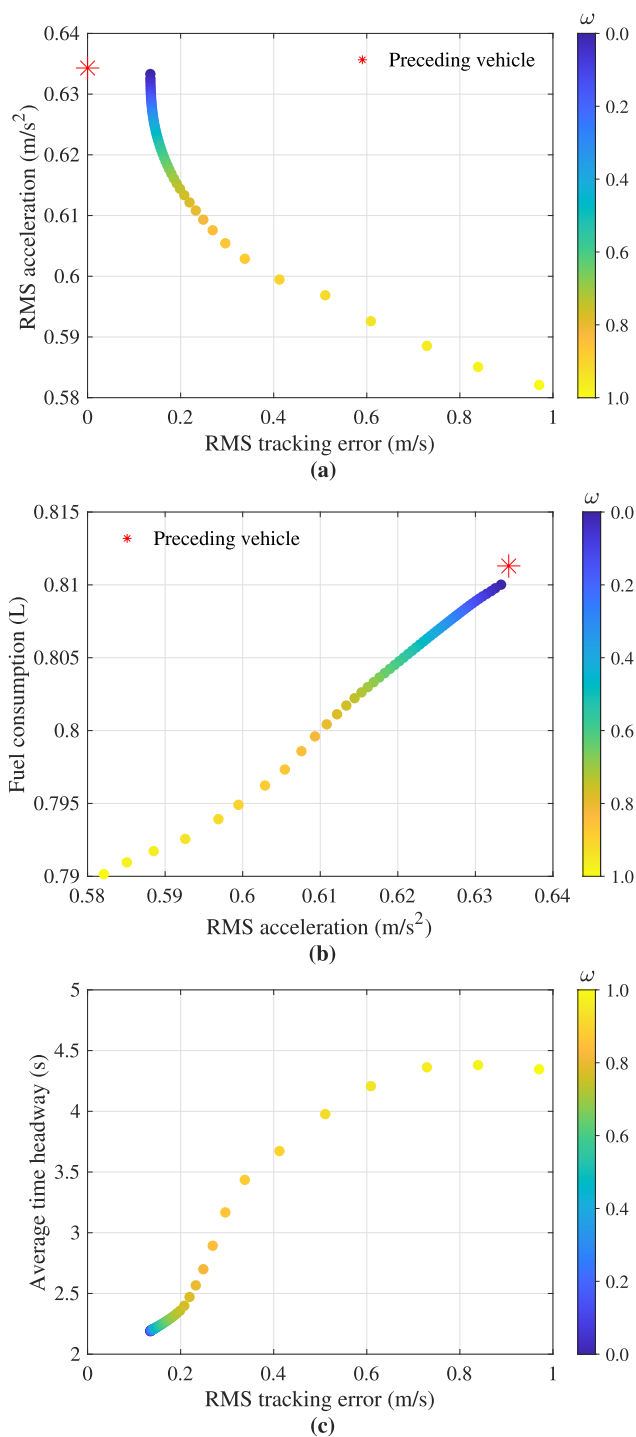 ω
0.64
0.63
0.62
0.61
0.6
0.59
0.58
RMS acceleration (m/s²)
Preceding vehicle
0.0
0.2
0.4
0.6
0.8
1.0
0 0.2 0.4 0.6 0.8 1
RMS tracking error (m/s)
(a)
ω
0.815
0.81
0.805
0.8
0.795
0.79
Fuel consumption (L)
Preceding vehicle
0.0
0.2
0.4
0.6
0.8
1.0
0.58 0.59 0.6 0.61 0.62 0.63 0.64
RMS acceleration (m/s²)
(b)
ω
5
4.5
4
3.5
3
2.5
2
Average time headway (s)
1.0
0.8
0.6
0.4
0.2
0.0
0 0.2 0.4 0.6 0.8 1
RMS tracking error (m/s)
(c)